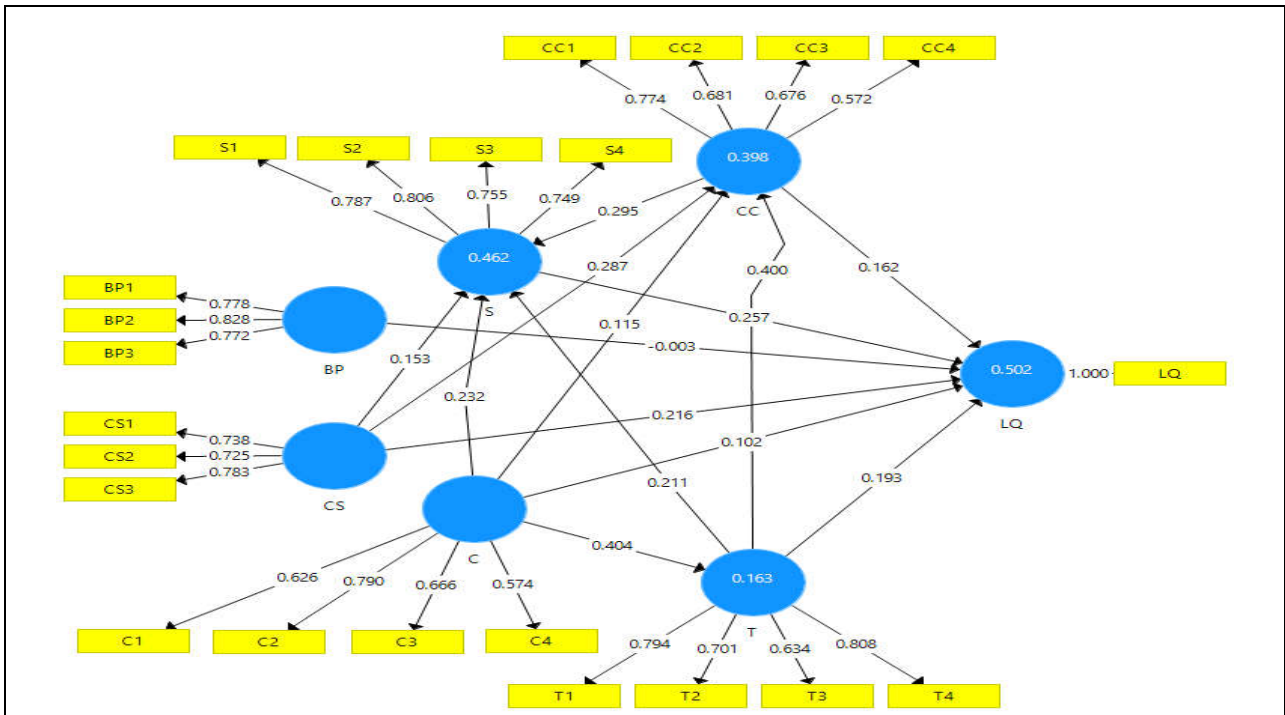 CC1 CC2 CC3 CC4
0.774 0.681 0.676 0.572
S1 S2 S3 S4
0.398
0.787 0.806 0.755 0.749
CC
0.295
0.462
S
0.287 0.400 0.162
BP1 0.778
BP2 0.828
BP3 0.772
BP
0.115 0.257
-0.003
0.153
0.502 1.000 LQ
LQ
0.232
0.216
CS1 0.738
CS2 0.725
CS3 0.783
CS
0.102
0.211 0.193
C
0.404
0.626 0.790 0.666 0.574
0.163
T
C1 C2 C3 C4
0.794 0.701 0.634 0.808
T1 T2 T3 T4